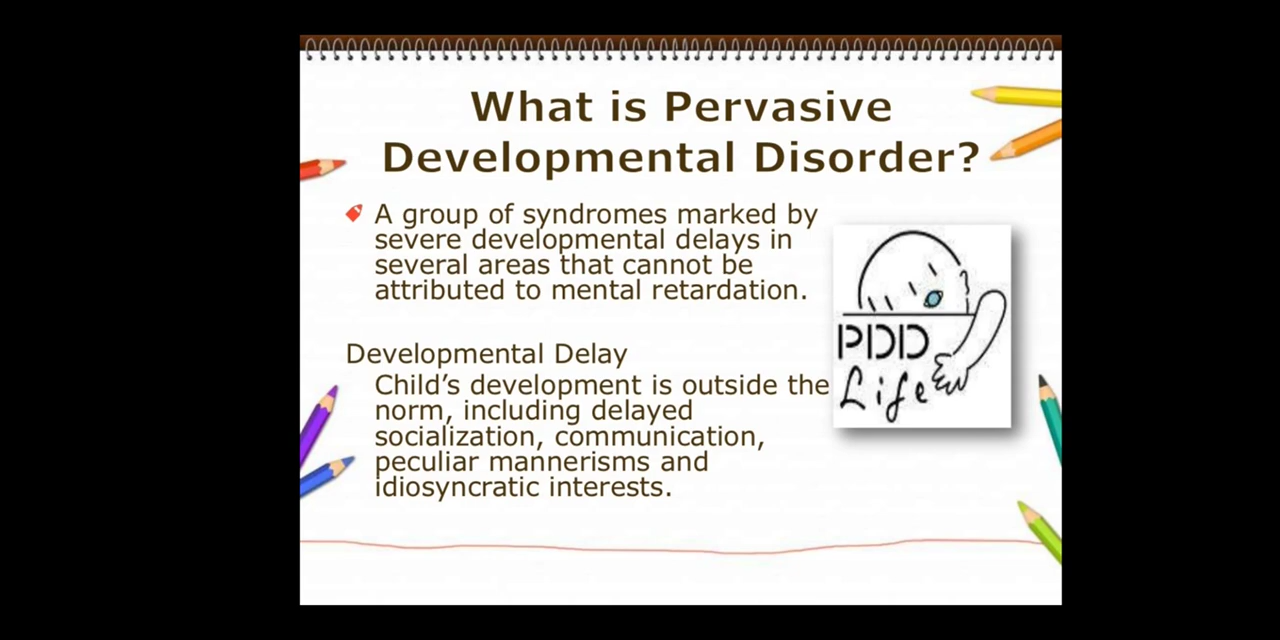 What is Pervasive
Developmental Disorder?
A group of syndromes marked by
severe developmental delays in
several areas that cannot be
attributed to mental retardation.
Developmental Delay
Child’s development is outside the
norm, including delayed
socialization, communication,
peculiar mannerisms and
idiosyncratic interests.
PDD
Life